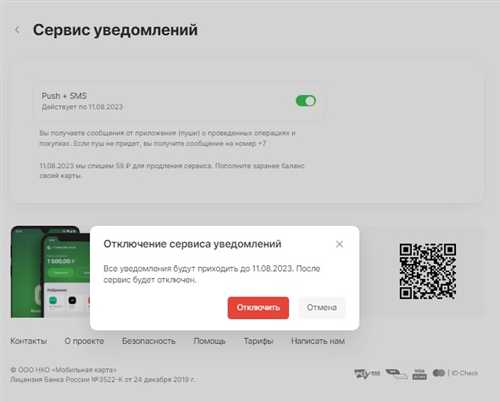 Сервис уведомлений
Push + SMS
Действует по 11.08.2023
Вы получаете сообщения от приложения (пуши) о проведенных операциях и
покупках. Если пуш не придет, вы получите сообщение на номер +7
11.08.2023 мы спишем 59 ₽ для продления сервиса. Пополните заранее баланс
своей карты.
1 500,00 ₽
Отключение сервиса уведомлений
Все уведомления будут приходить до 11.08.2023. После
сервис будет отключен.
Отключить
Отмена
Контакты О проекте Безопасность Помощь Тарифы Написать нам
© ООО НКО «Мобильная карта»
Лицензия Банка России №3522-К от 24 декабря 2019 г.
ID Check